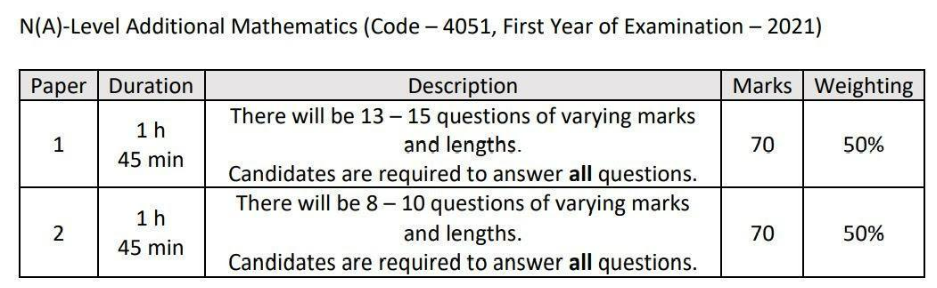 N(A)-Level Additional Mathematics (Code – 4051, First Year of Examination – 2021)
Paper Duration Description Marks Weighting
1 1 h 45 min There will be 13 – 15 questions of varying marks and lengths. Candidates are required to answer all questions. 70 50%
2 1 h 45 min There will be 8 – 10 questions of varying marks and lengths. Candidates are required to answer all questions. 70 50%